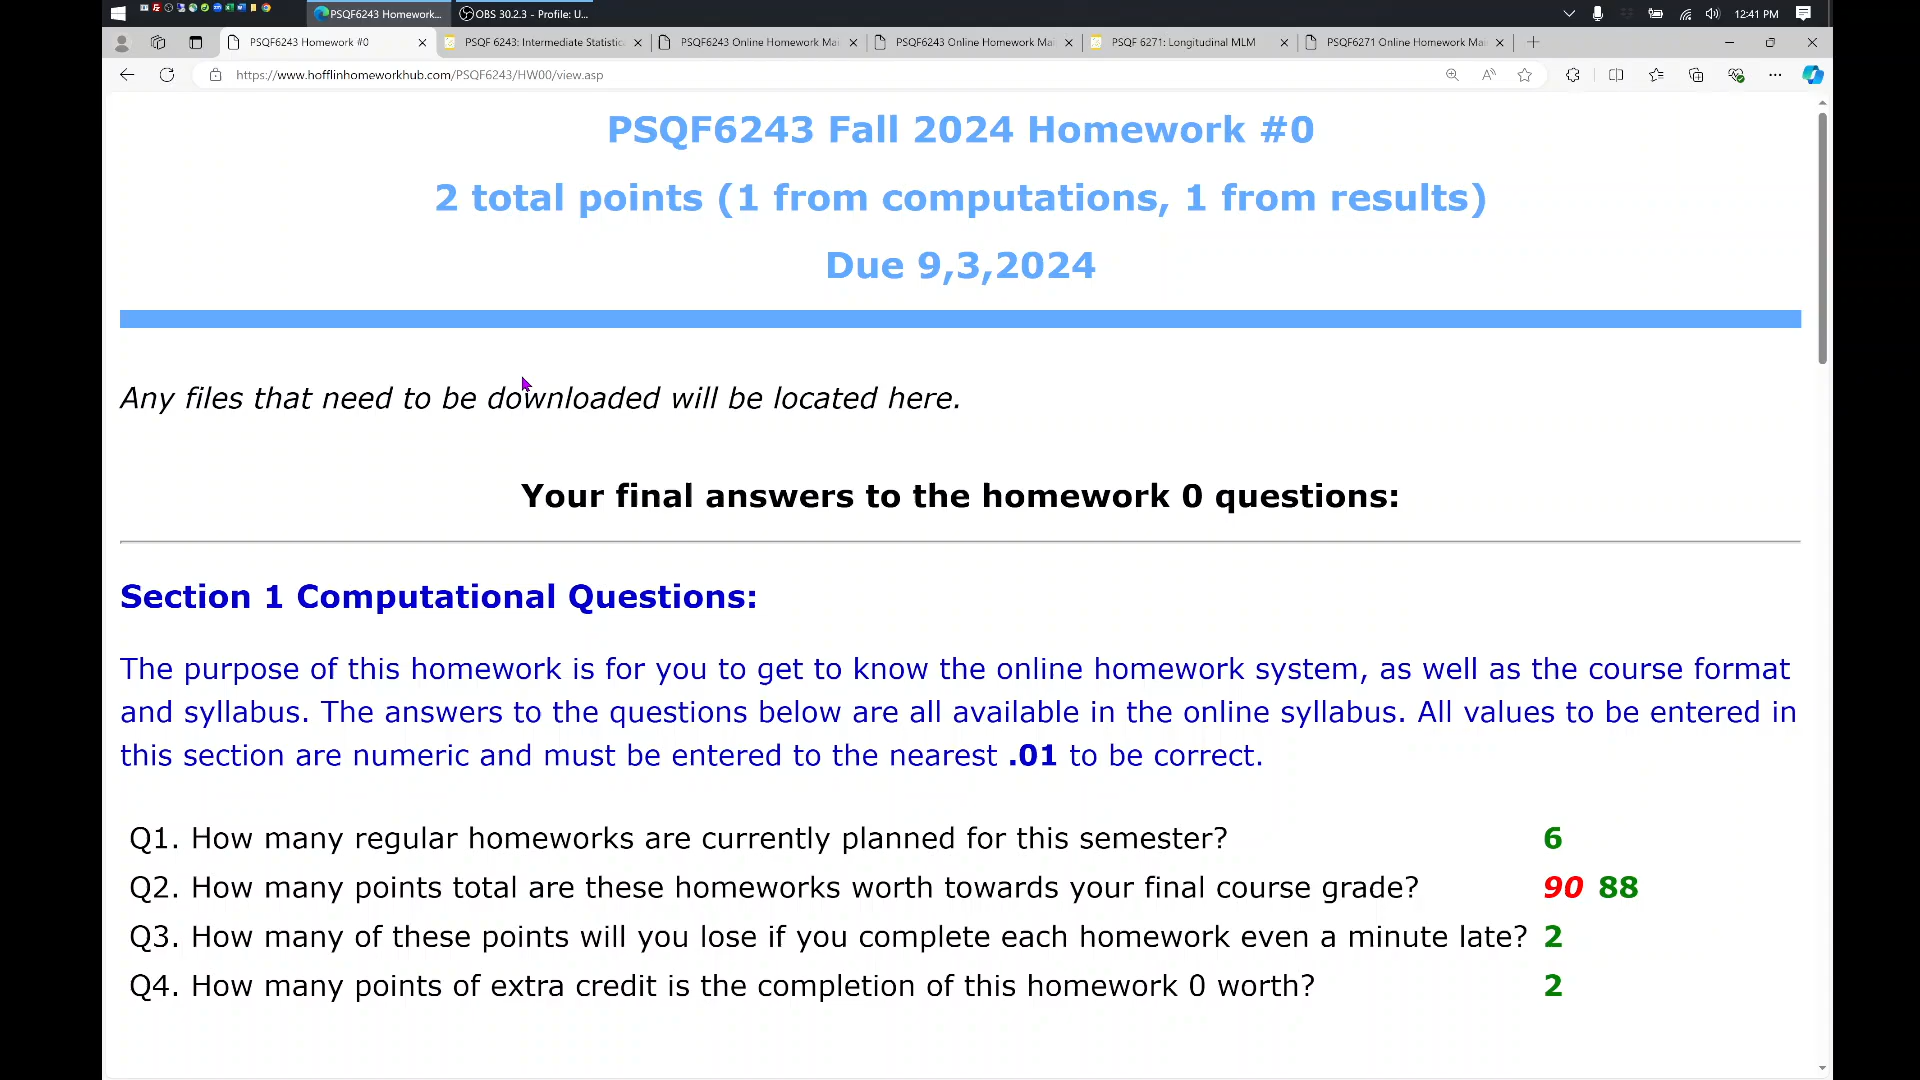 PSQF6243 Homework...
OBS 30.2.3 - Profile: U...
12:41 PM
PSQF6243 Homework #0
PSQF 6243: Intermediate Statistic
PSQF6243 Online Homework Mai
PSQF6243 Online Homework Mai
PSQF 6271: Longitudinal MLM
PSQF6271 Online Homework Mai
https://www.hofflinhomeworkhub.com/PSQF6243/HW00/view.asp
PSQF6243 Fall 2024 Homework #0
2 total points (1 from computations, 1 from results)
Due 9,3,2024
Any files that need to be downloaded will be located here.
Your final answers to the homework 0 questions:
Section 1 Computational Questions:
The purpose of this homework is for you to get to know the online homework system, as well as the course format
and syllabus. The answers to the questions below are all available in the online syllabus. All values to be entered in
this section are numeric and must be entered to the nearest .01 to be correct.
Q1. How many regular homeworks are currently planned for this semester? 6
Q2. How many points total are these homeworks worth towards your final course grade? 90 88
Q3. How many of these points will you lose if you complete each homework even a minute late? 2
Q4. How many points of extra credit is the completion of this homework 0 worth? 2